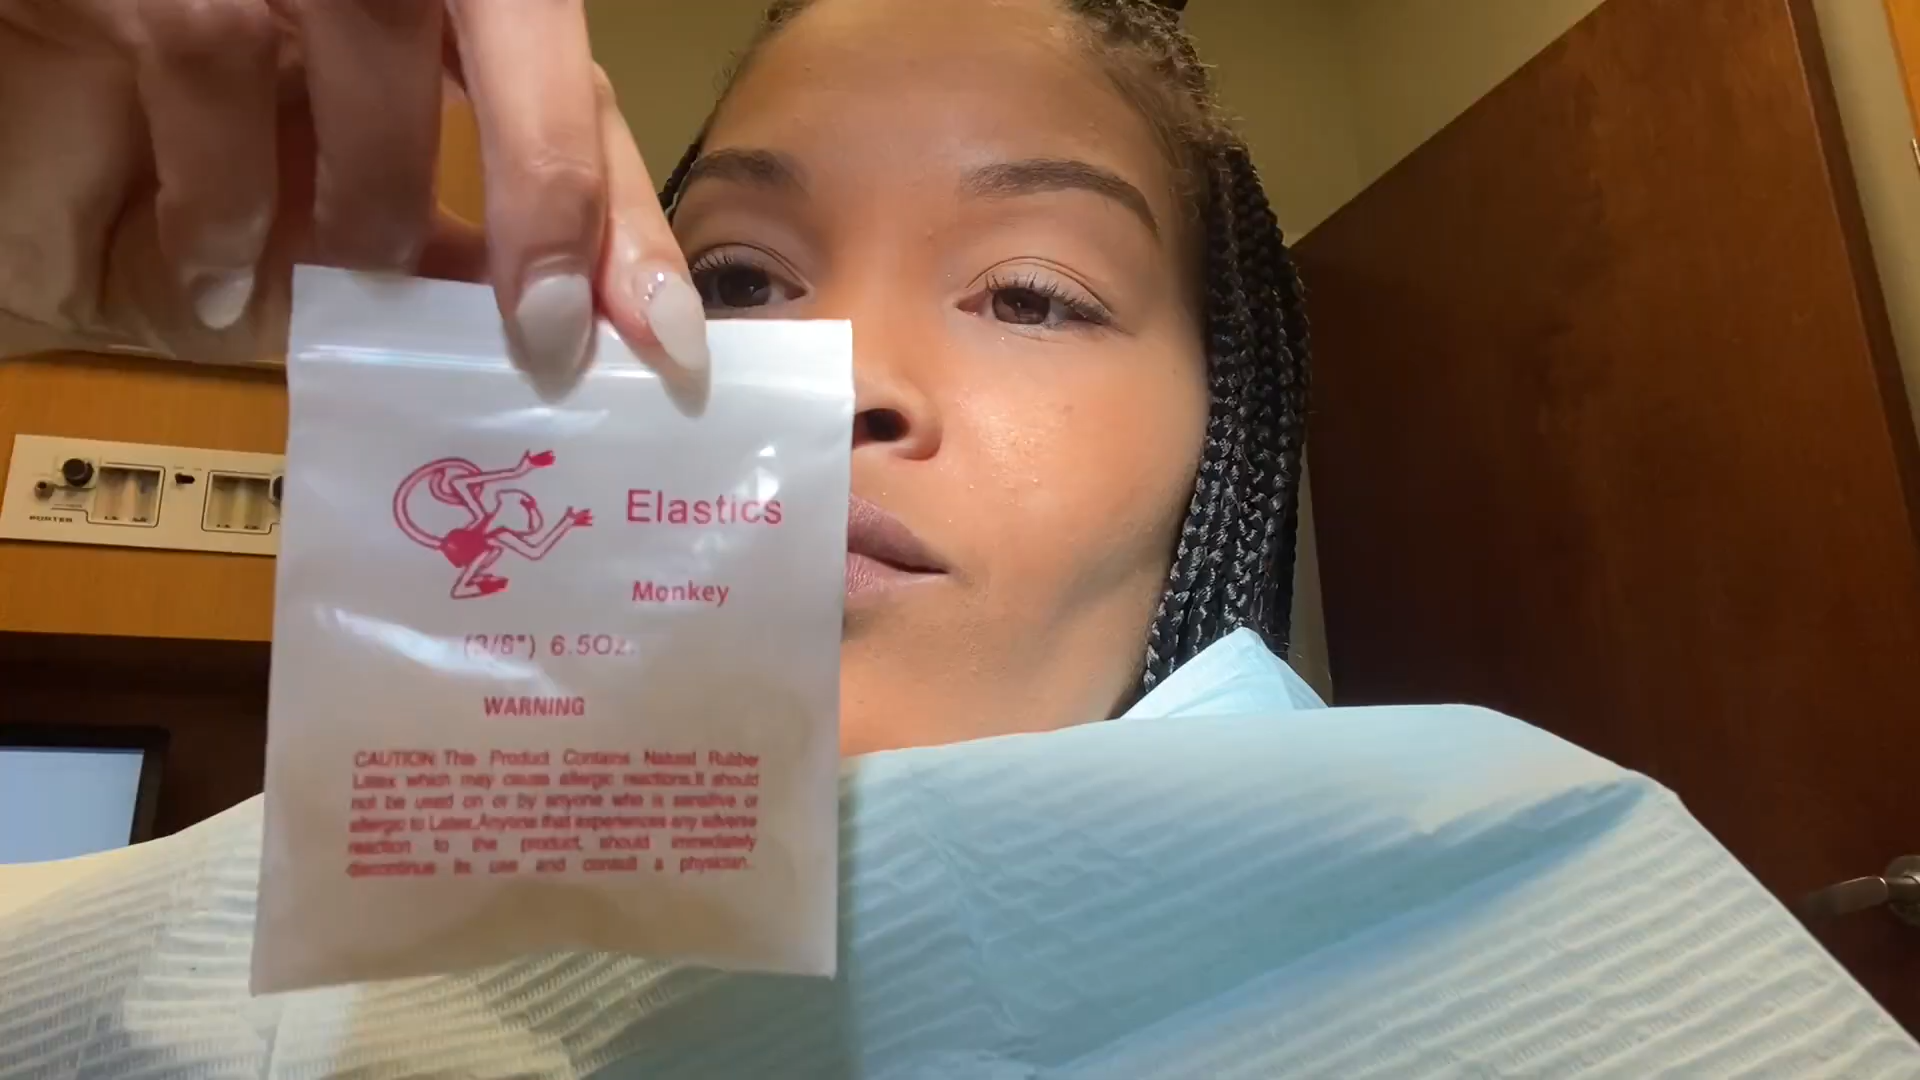 Elastics
Monkey
(3/8") 6.5Oz.
WARNING
CAUTION: This Product Contains Natural Rubber
Latex which may cause allergic reactions.It should
not be used on or by anyone who is sensitive or
allergic to Latex.Anyone that experiences any adverse
reaction to the product, should immediately
discontinue its use and consult a physician.
PORTER